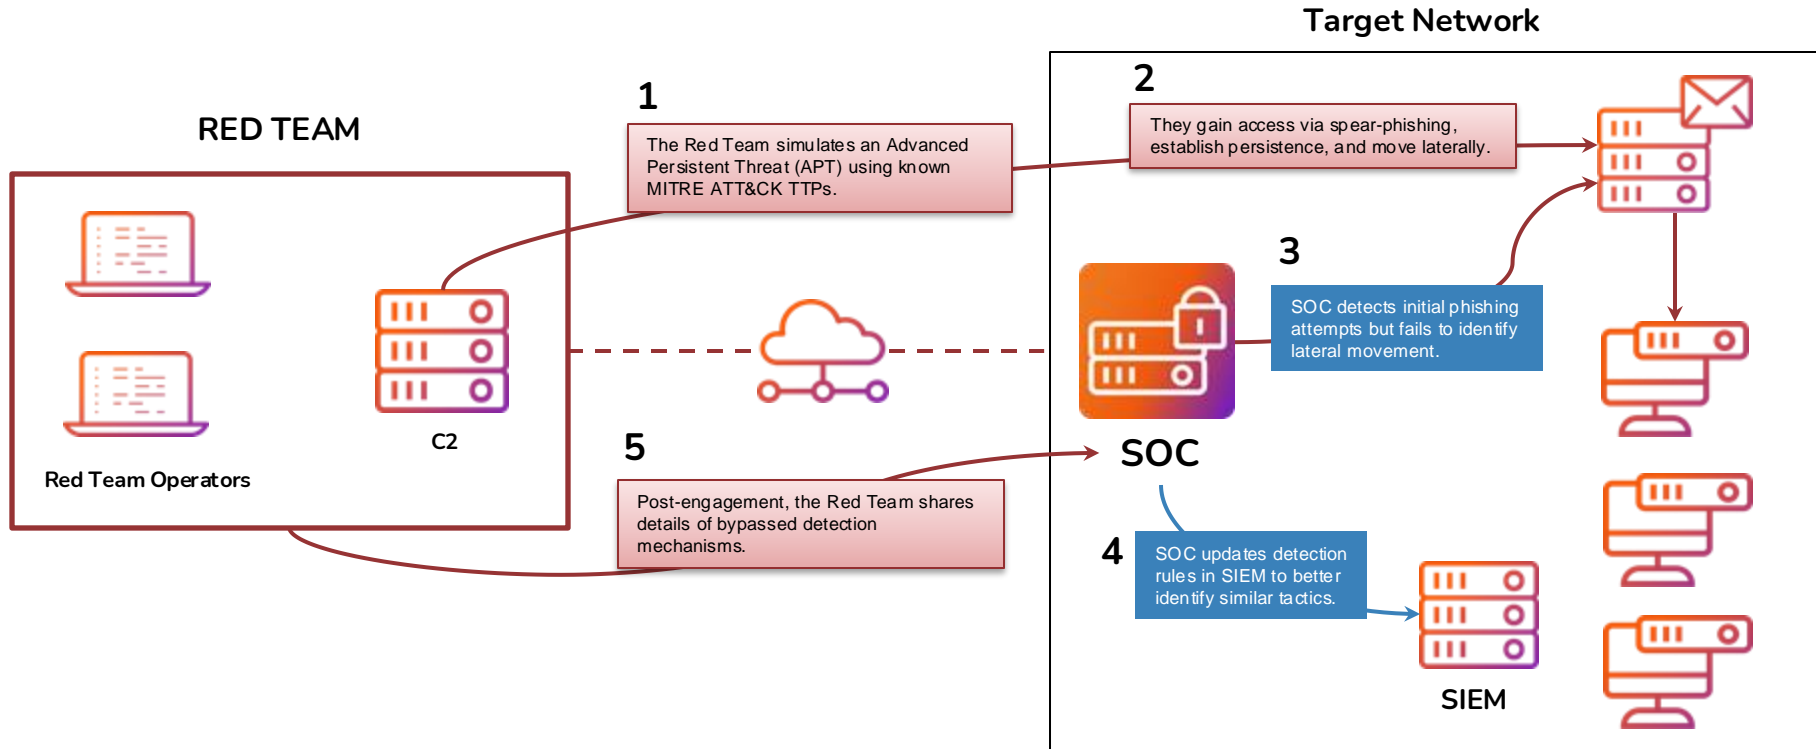 Target Network
RED TEAM
1
The Red Team simulates an Advanced
Persistent Threat (APT) using known
MITRE ATT&CK TTPs.
2
They gain access via spear-phishing,
establish persistence, and move laterally.
3
SOC detects initial phishing
attempts but fails to identify
lateral movement.
C2
Red Team Operators
SOC
5
Post-engagement, the Red Team shares
details of bypassed detection
mechanisms.
4
SOC updates detection
rules in SIEM to better
identify similar tactics.
SIEM